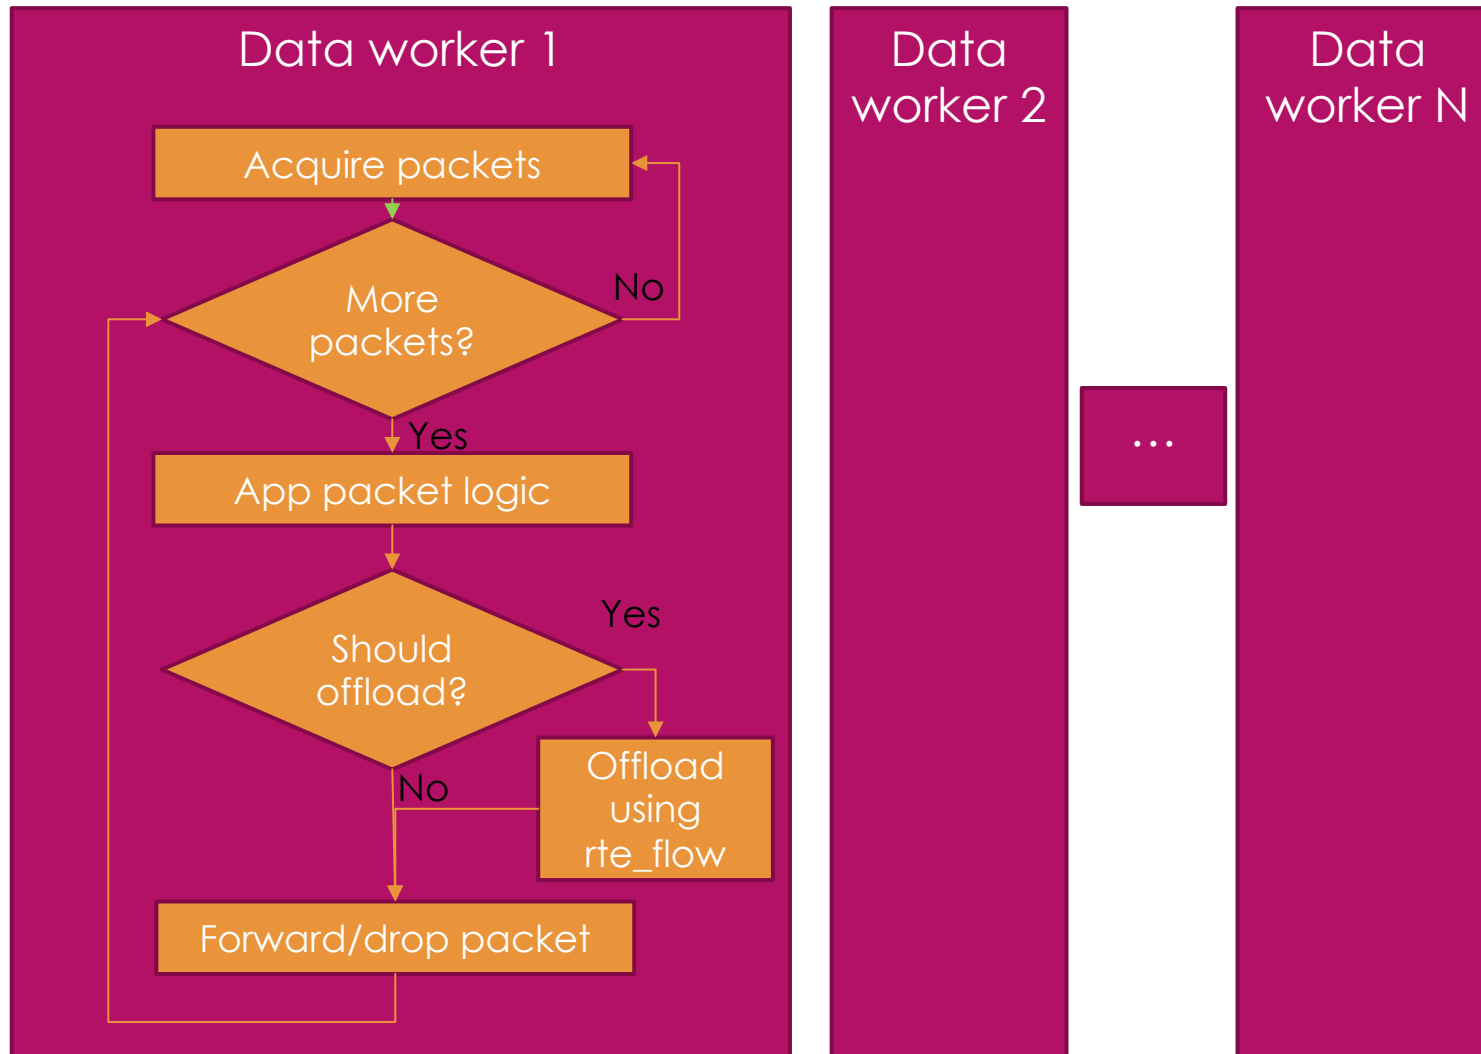 Data worker 1
Acquire packets
More
packets?
No
Yes
App packet logic
Should
offload?
Yes
No
Offload
using
rte_flow
Forward/drop packet
Data
worker 2
...
Data
worker N